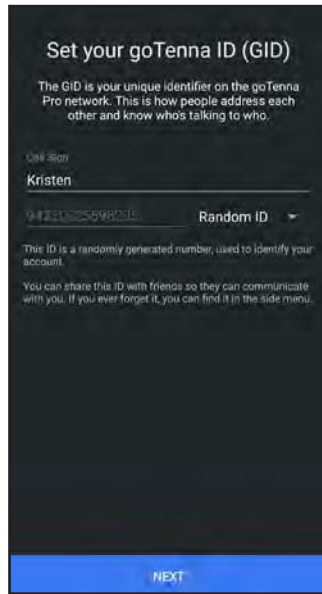 Set your goTenna ID (GID)
The GID is your unique identifier on the goTenna
Pro network. This is how people address each
other and know who's talking to who.
Call Sign
Kristen
Random ID
This ID is a randomly generated number, used to identify your
account.
You can share this ID with friends so they can communicate
with you. If you ever forget it, you can find it in the side menu.
NEXT